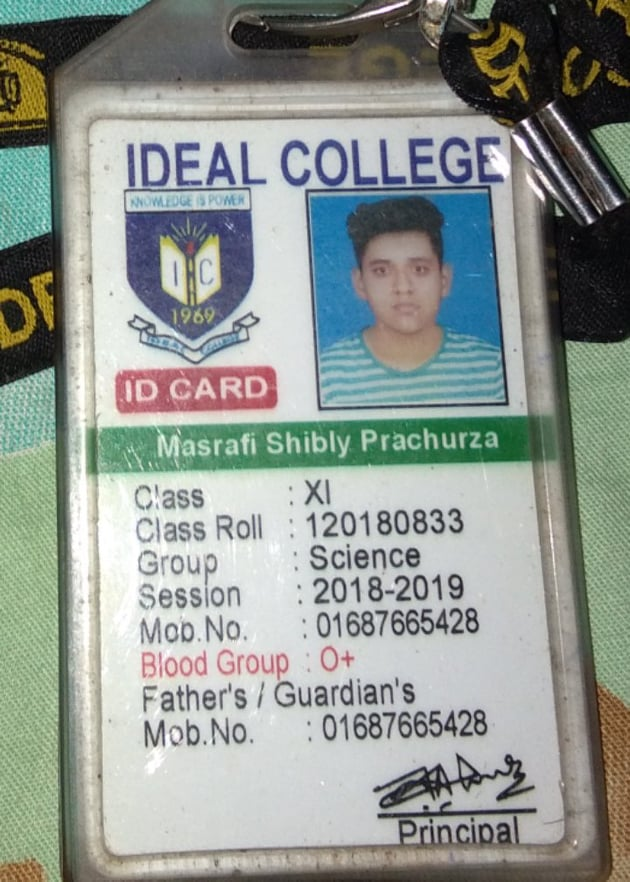 IDEAL COLLEGE
KNOWLEDGE IS POWER
I C
1969
ID CARD
Masrafi Shibly Prachurza
Class : XI
Class Roll : 120180833
Group : Science
Session : 2018-2019
Mob.No. : 01687665428
Blood Group : O+
Father's / Guardian's
Mob.No. : 01687665428
Principal